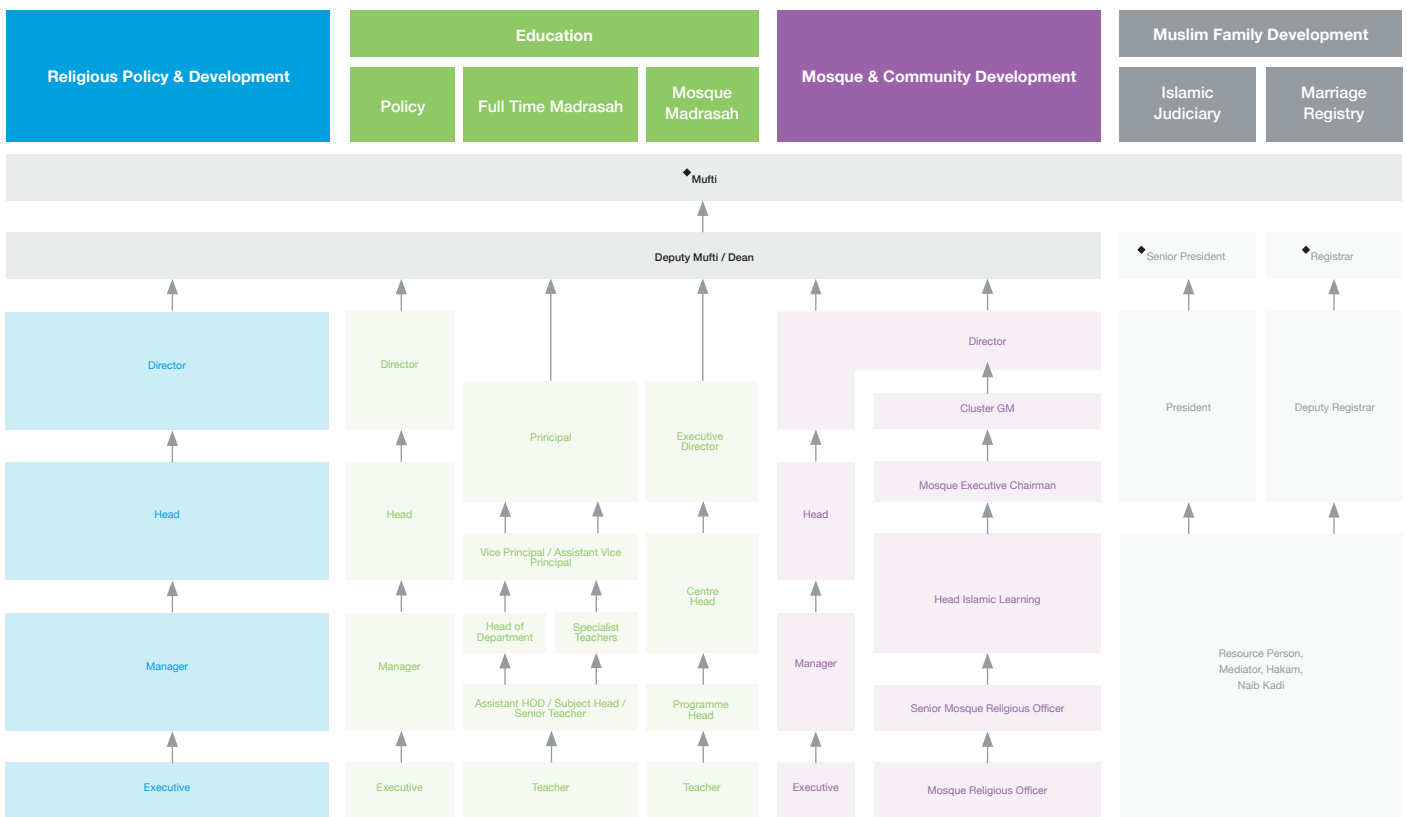 Religious Policy & Development
Education
Policy
Full Time Madrasah
Mosque
Madrasah
Mosque & Community Development
Muslim Family Development
Islamic
Judiciary
Marriage
Registry
◆Mufti
Deputy Mufti / Dean
◆Senior President
◆Registrar
Director
Head
Manager
Executive
Director
Head
Manager
Executive
Principal
Vice Principal / Assistant Vice
Principal
Head of
Department
Specialist
Teachers
Assistant HOD / Subject Head /
Senior Teacher
Teacher
Executive
Director
Centre
Head
Programme
Head
Teacher
Director
Head
Manager
Executive
Cluster GM
Mosque Executive Chairman
Head Islamic Learning
Senior Mosque Religious Officer
Mosque Religious Officer
President
Deputy Registrar
Resource Person,
Mediator, Hakam,
Naib Kadi